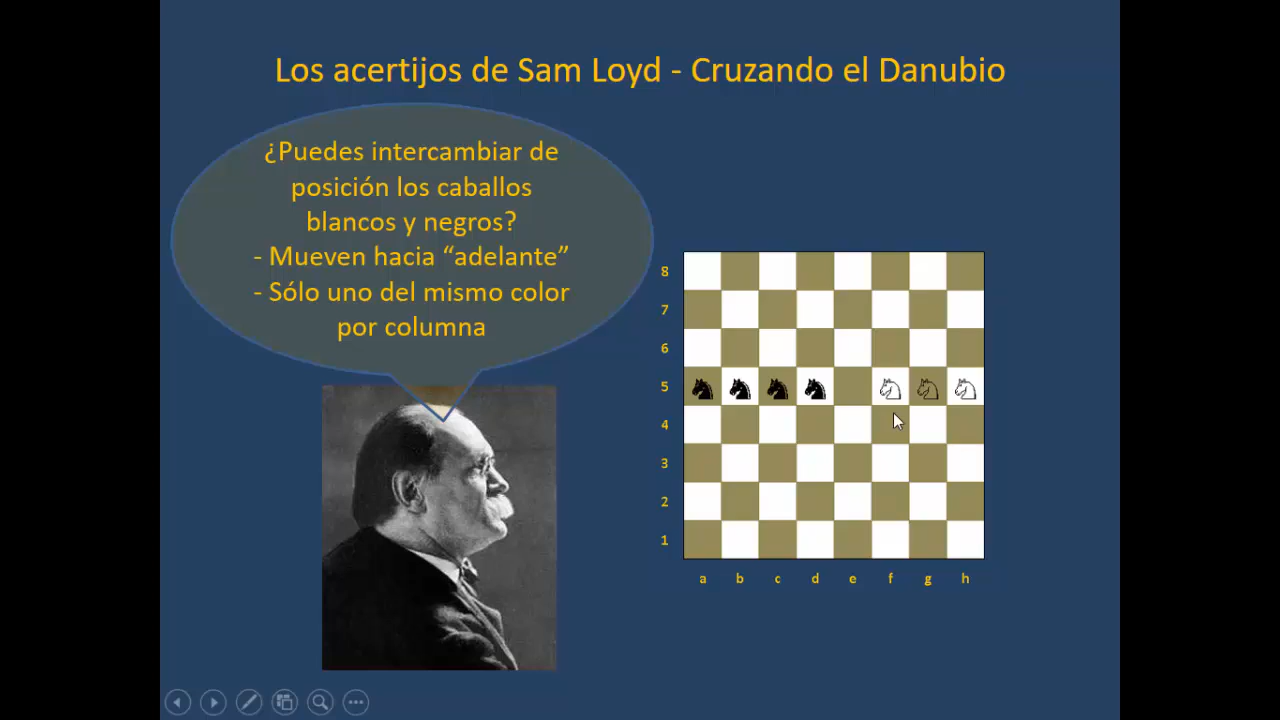 Los acertijos de Sam Loyd - Cruzando el Danubio
¿Puedes intercambiar de
posición los caballos
blancos y negros?
- Mueven hacia “adelante”
- Sólo uno del mismo color
por columna
8
7
6
5
4
3
2
1
a b c d e f g h